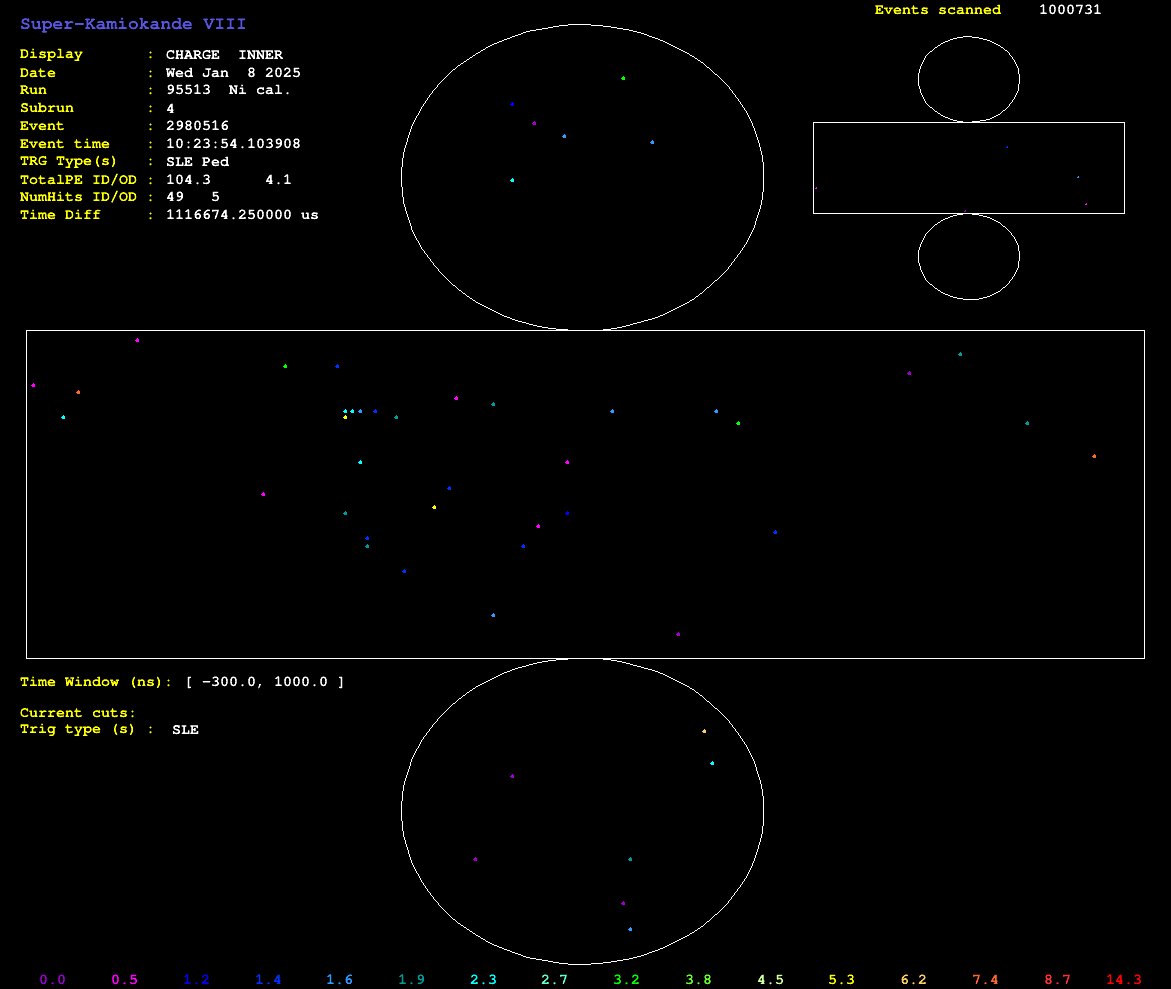 Super-Kamiokande VIII
Events scanned 1000731
Display : CHARGE INNER
Date : Wed Jan 8 2025
Run : 95513 Ni cal.
Subrun : 4
Event : 2980516
Event time : 10:23:54.103908
TRG Type(s) : SLE Ped
TotalPE ID/OD : 104.3 4.1
NumHits ID/OD : 49 5
Time Diff : 1116674.250000 us
Time Window (ns): [ -300.0, 1000.0 ]
Current cuts:
Trig type (s) : SLE
0.0 0.5 1.2 1.4 1.6 1.9 2.3 2.7 3.2 3.8 4.5 5.3 6.2 7.4 8.7 14.3